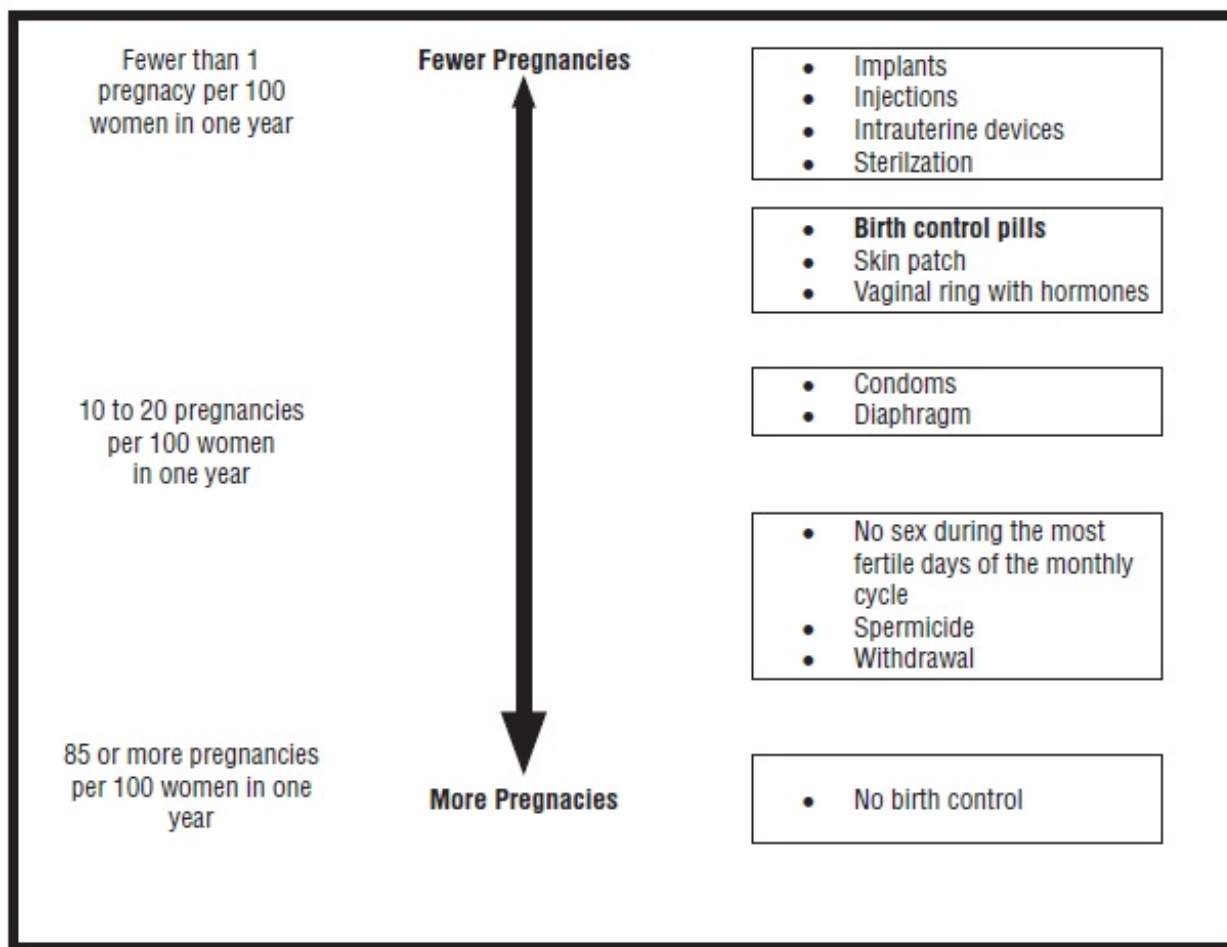 Fewer than 1
pregnacy per 100
women in one year
Fewer Pregnancies
• Implants
• Injections
• Intrauterine devices
• Sterilzation
• Birth control pills
• Skin patch
• Vaginal ring with hormones
10 to 20 pregnancies
per 100 women
in one year
• Condoms
• Diaphragm
• No sex during the most
fertile days of the monthly
cycle
• Spermicide
• Withdrawal
85 or more pregnancies
per 100 women in one
year
More Pregnacies
• No birth control